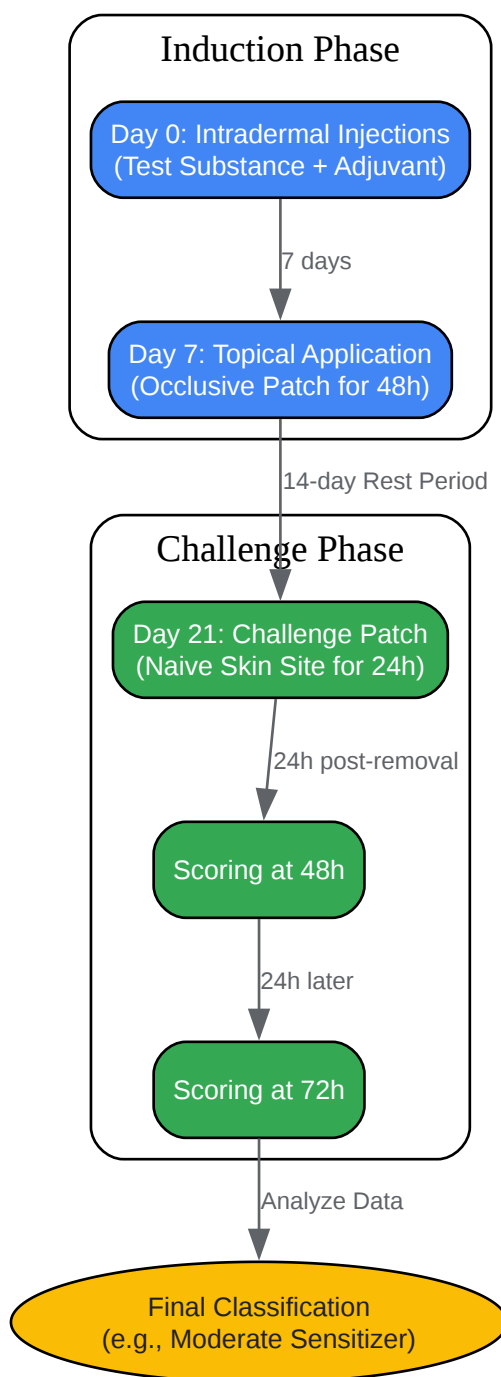 Induction Phase
Day 0: Intradermal Injections
(Test Substance + Adjuvant)
7 days
Day 7: Topical Application
(Occlusive Patch for 48h)
14-day Rest Period
Challenge Phase
Day 21: Challenge Patch
(Naive Skin Site for 24h)
24h post-removal
Scoring at 48h
24h later
Scoring at 72h
Analyze Data
Final Classification
(e.g., Moderate Sensitizer)